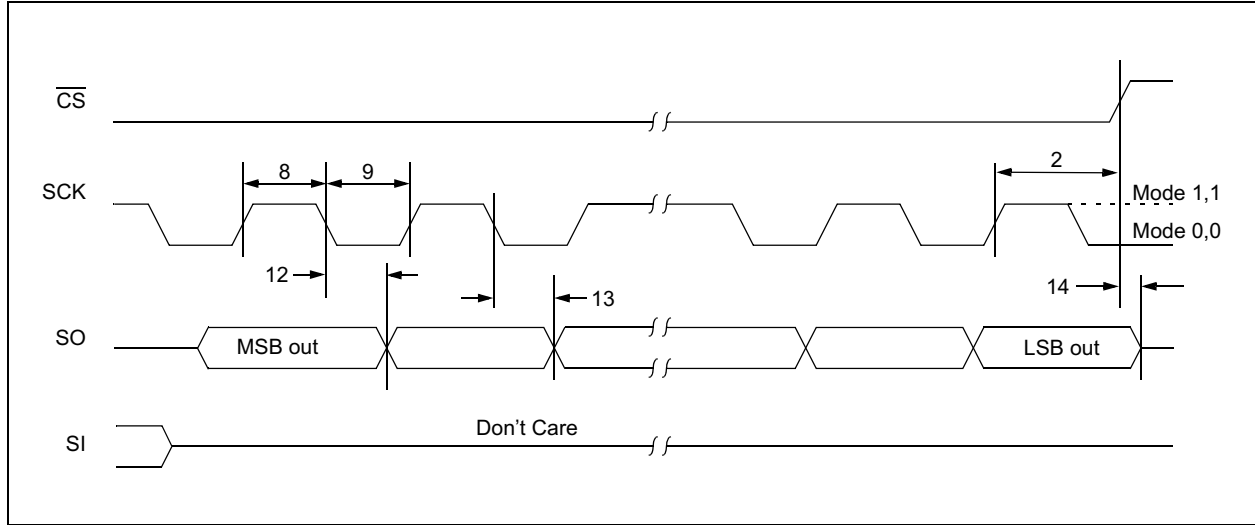 CS
2
8
9
SCK
Mode 1,1
Mode 0,0
12
13
14
SO
MSB out
LSB out
Don't Care
SI